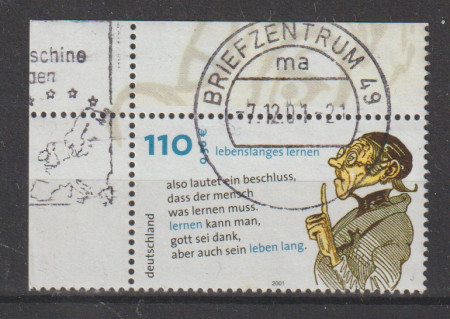 schine
gen
BRIEFZENTRUM 49
ma
-7.12.01-21
110
€ 0,56
lebenslanges lernen
also lautet ein beschluss,
dass der mensch
was lernen muss.
lernen kann man,
gott sei dank,
aber auch sein leben lang.
deutschland
2001